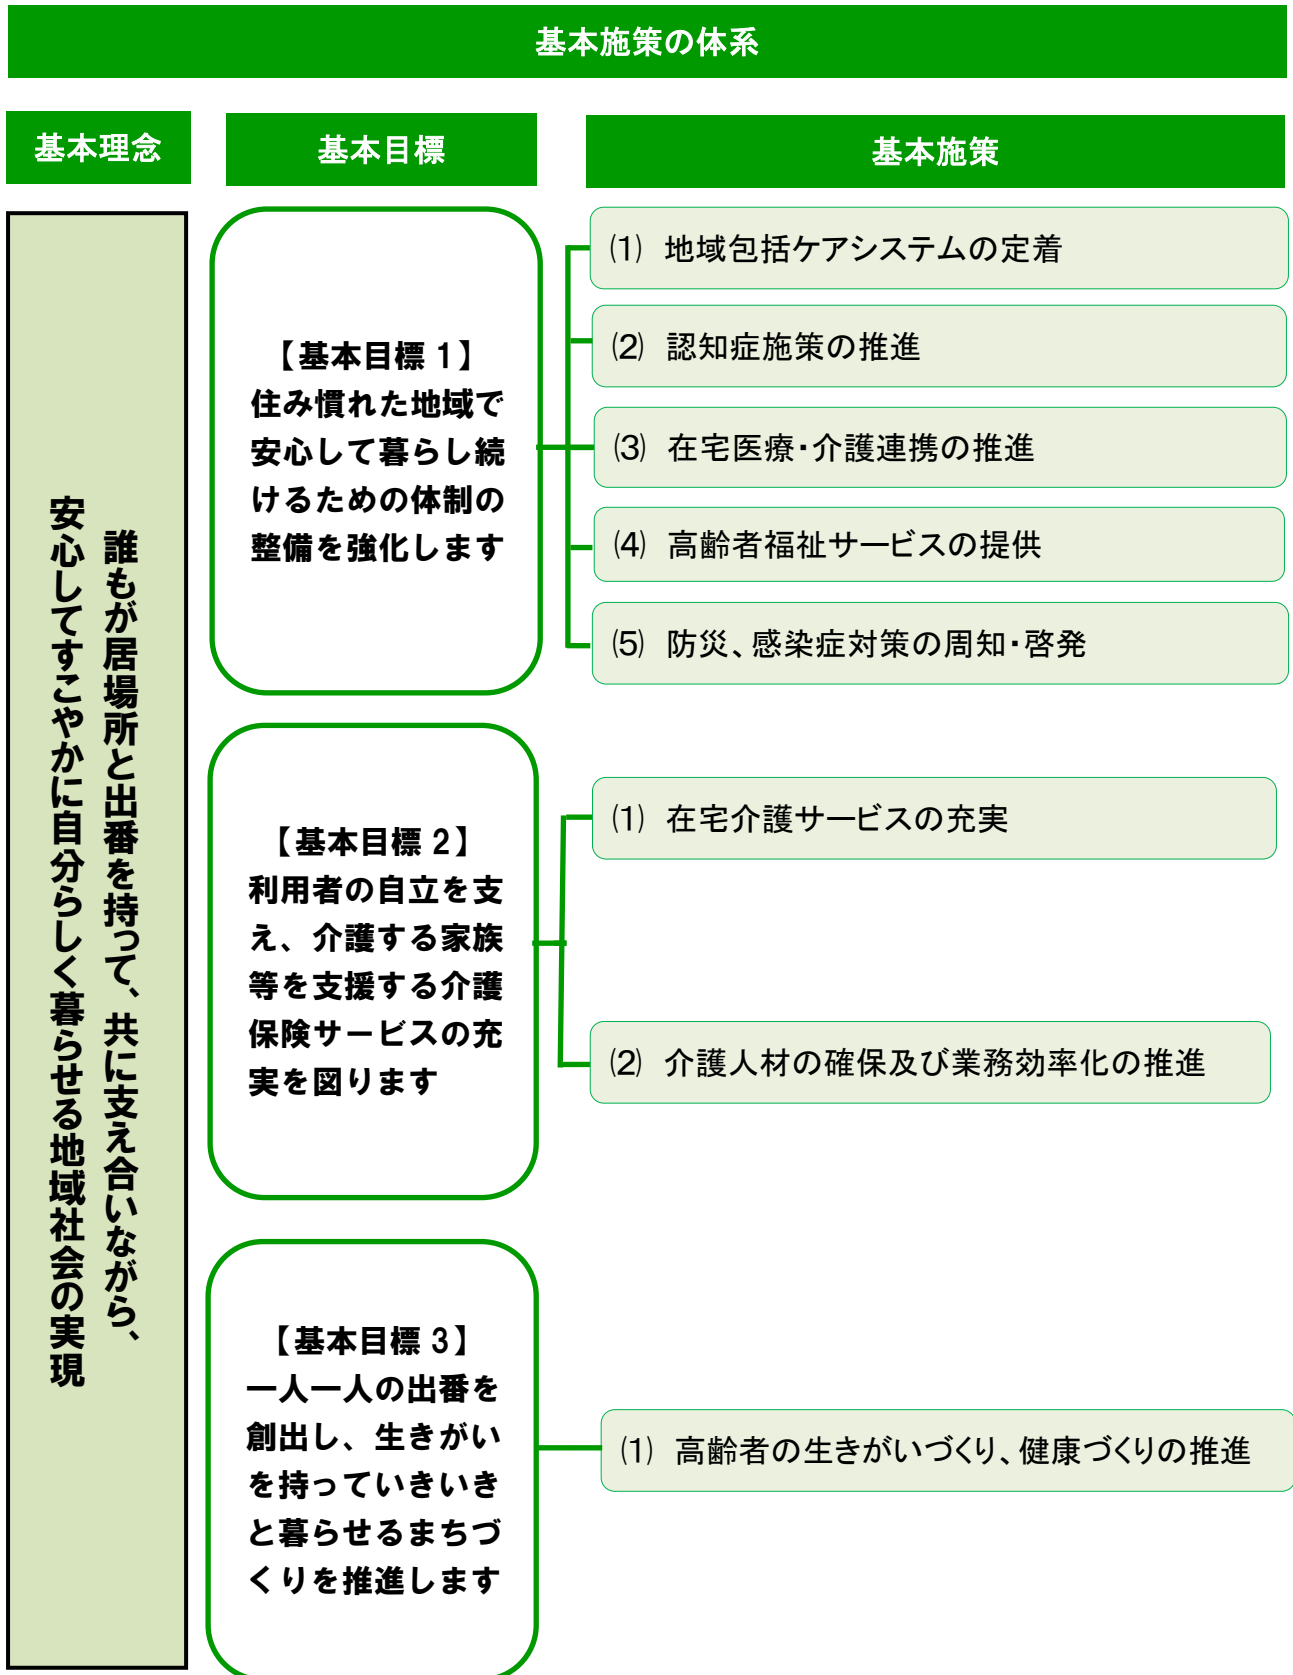 基本施策の体系
基本理念
基本目標
基本施策
誰もが居場所と出番を持って、共に支え合いながら、
安心してすこやかに自分らしく暮らせる地域社会の実現
【基本目標 1】
住み慣れた地域で
安心して暮らし続
けるための体制の
整備を強化します
⑴ 地域包括ケアシステムの定着
⑵ 認知症施策の推進
⑶ 在宅医療・介護連携の推進
⑷ 高齢者福祉サービスの提供
⑸ 防災、感染症対策の周知・啓発
【基本目標 2】
利用者の自立を支
え、介護する家族
等を支援する介護
保険サービスの充
実を図ります
⑴ 在宅介護サービスの充実
⑵ 介護人材の確保及び業務効率化の推進
【基本目標 3】
一人一人の出番を
創出し、生きがい
を持っていきいき
と暮らせるまちづ
くりを推進します
⑴ 高齢者の生きがいづくり、健康づくりの推進